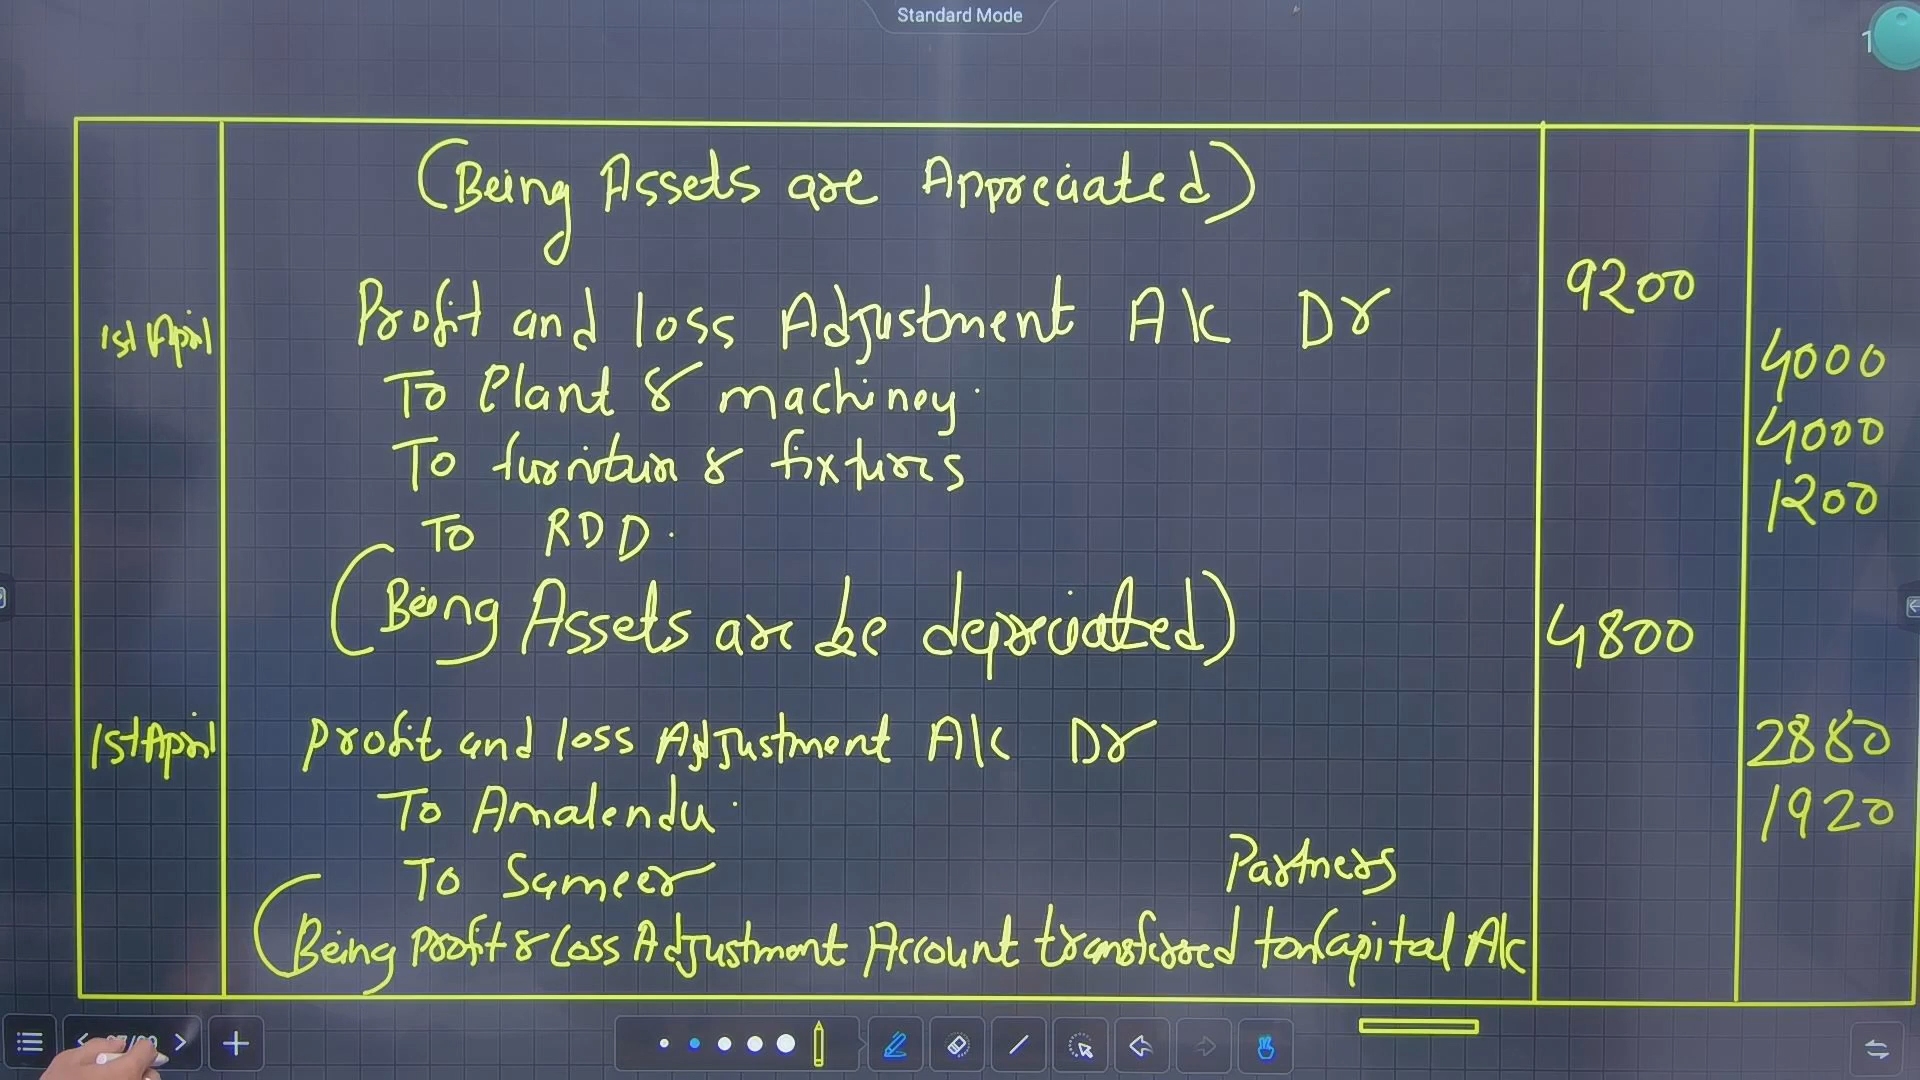 Standard Mode
1
(Being Assets are Appreciated)
1st April Profit and loss Adjustment A/c Dr 9200
To Plant & machiney. 4000
To furniture & fixtures 4000
To RDD. 1200
(Being Assets are be depreciated)
1st April Profit and loss Adjustment A/c Dr 4800
To Amalendu. 2880
To Sameer 1920
Partners
(Being Profit & Loss Adjustment Account transferred to Capital A/c